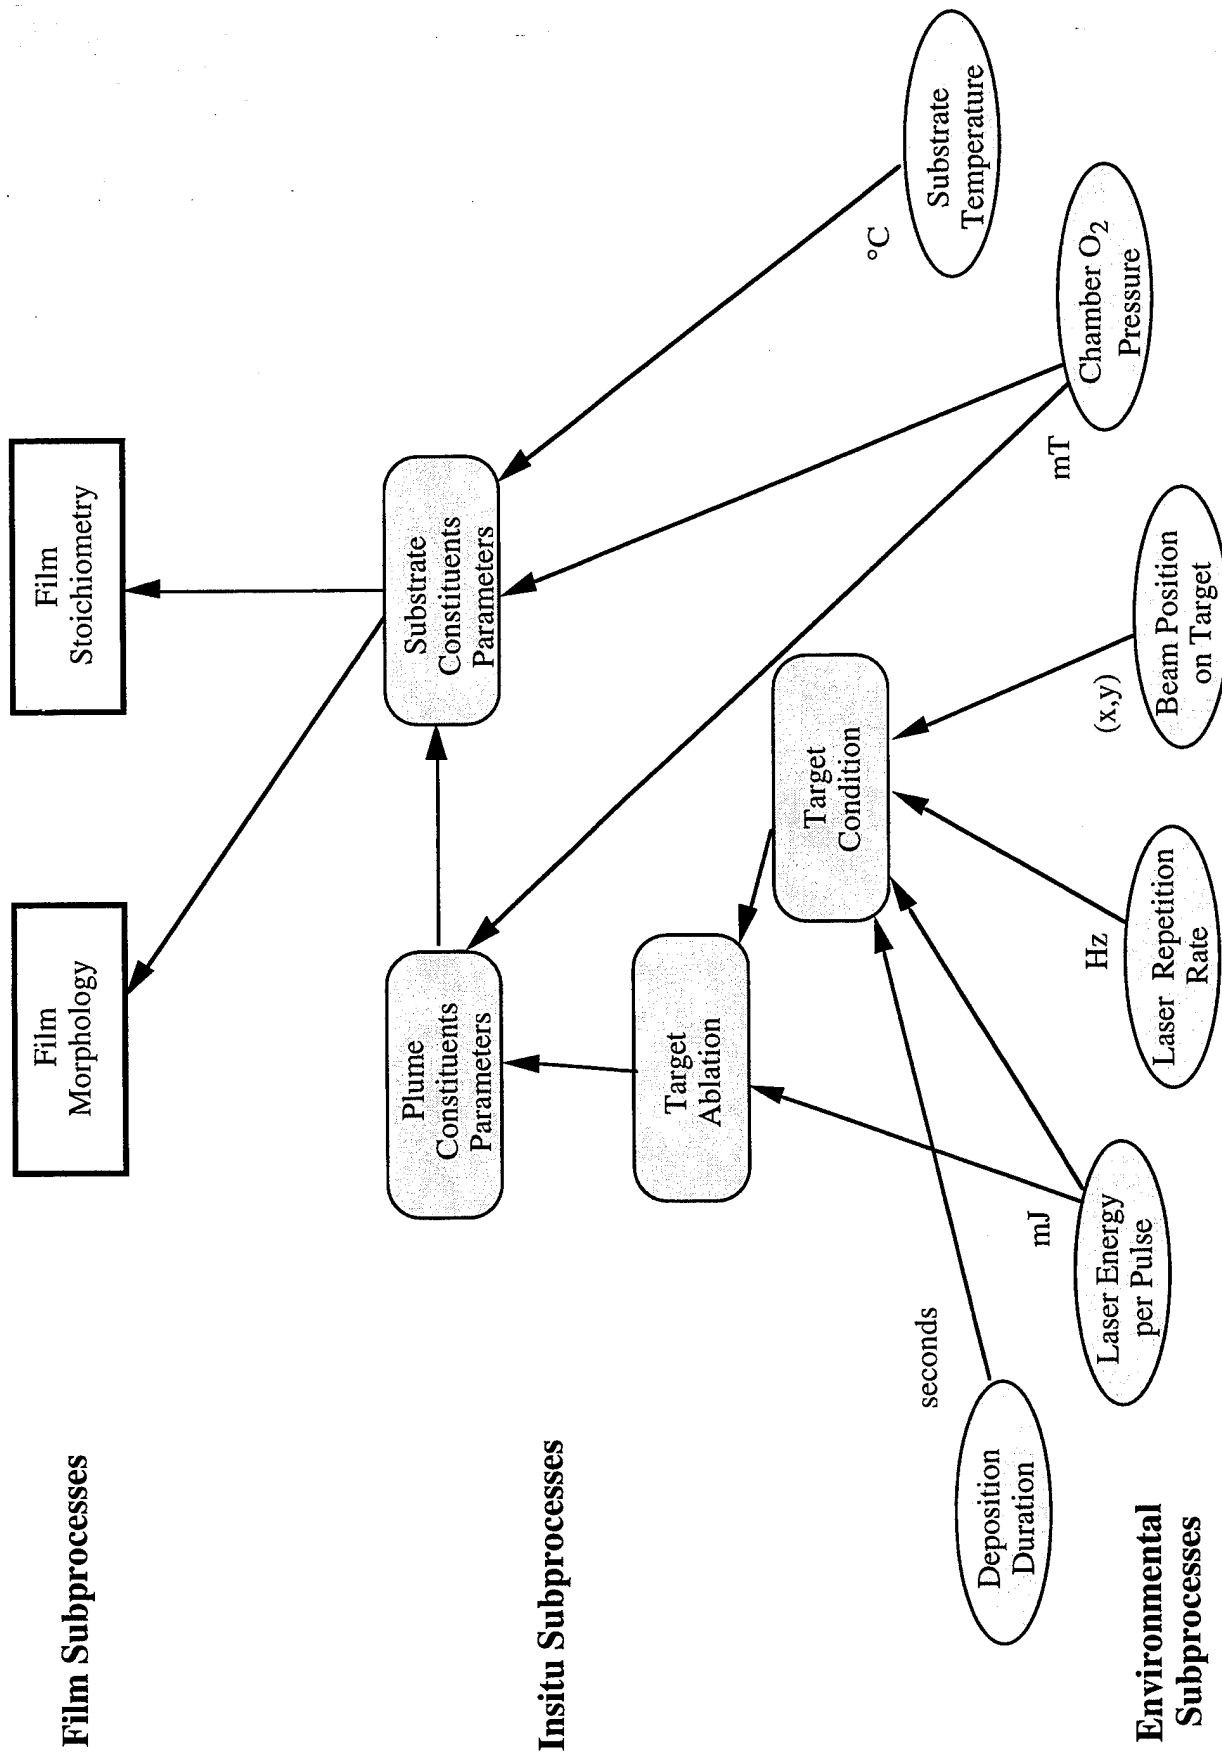 Film Subprocesses
Film
Morphology
Film
Stoichiometry
Insitu Subprocesses
Plume
Constituents
Parameters
Substrate
Constituents
Parameters
Target
Ablation
Target
Condition
Environmental
Subprocesses
seconds
Deposition
Duration
mJ
Laser Energy
per Pulse
Hz
Laser Repetition
Rate
(x,y)
Beam Position
on Target
mT
Chamber O2
Pressure
°C
Substrate
Temperature